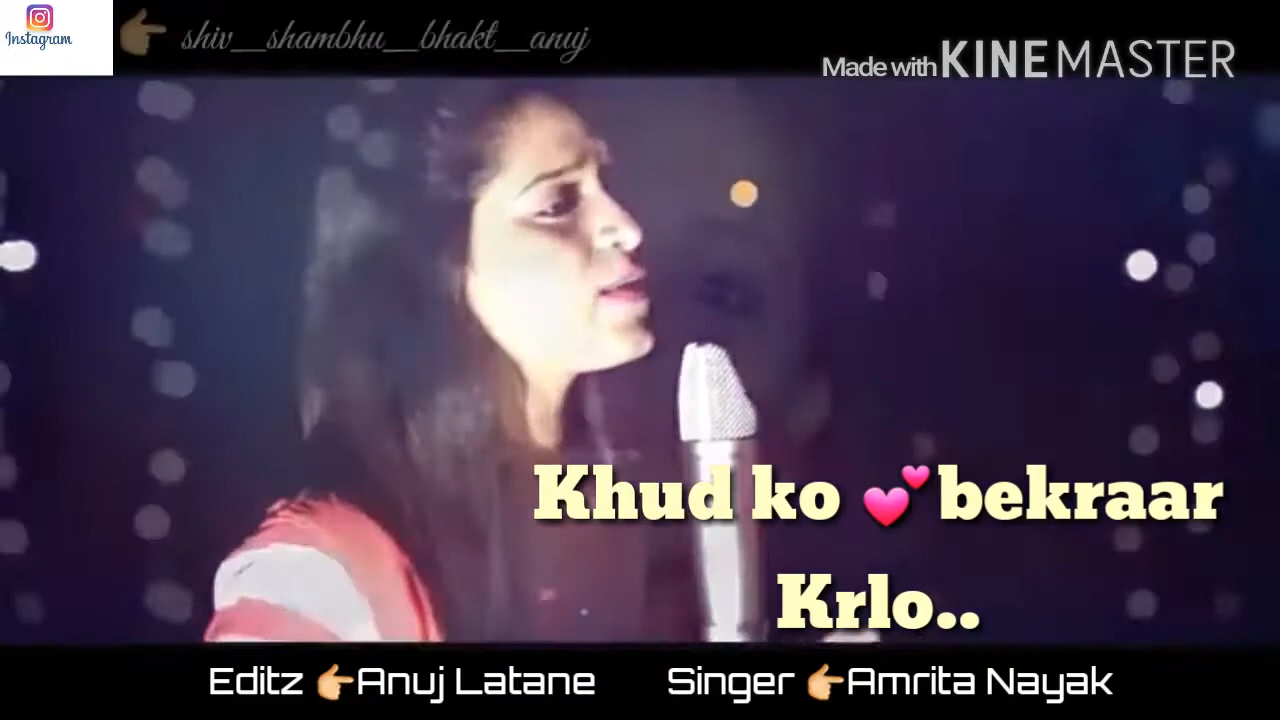 Instagram 👉 shiv__shambhu__bhakt__anuj
Made with KINEMASTER
Khud ko 💕bekraar
Krlo..
Editz 👉Anuj Latane Singer 👉Amrita Nayak